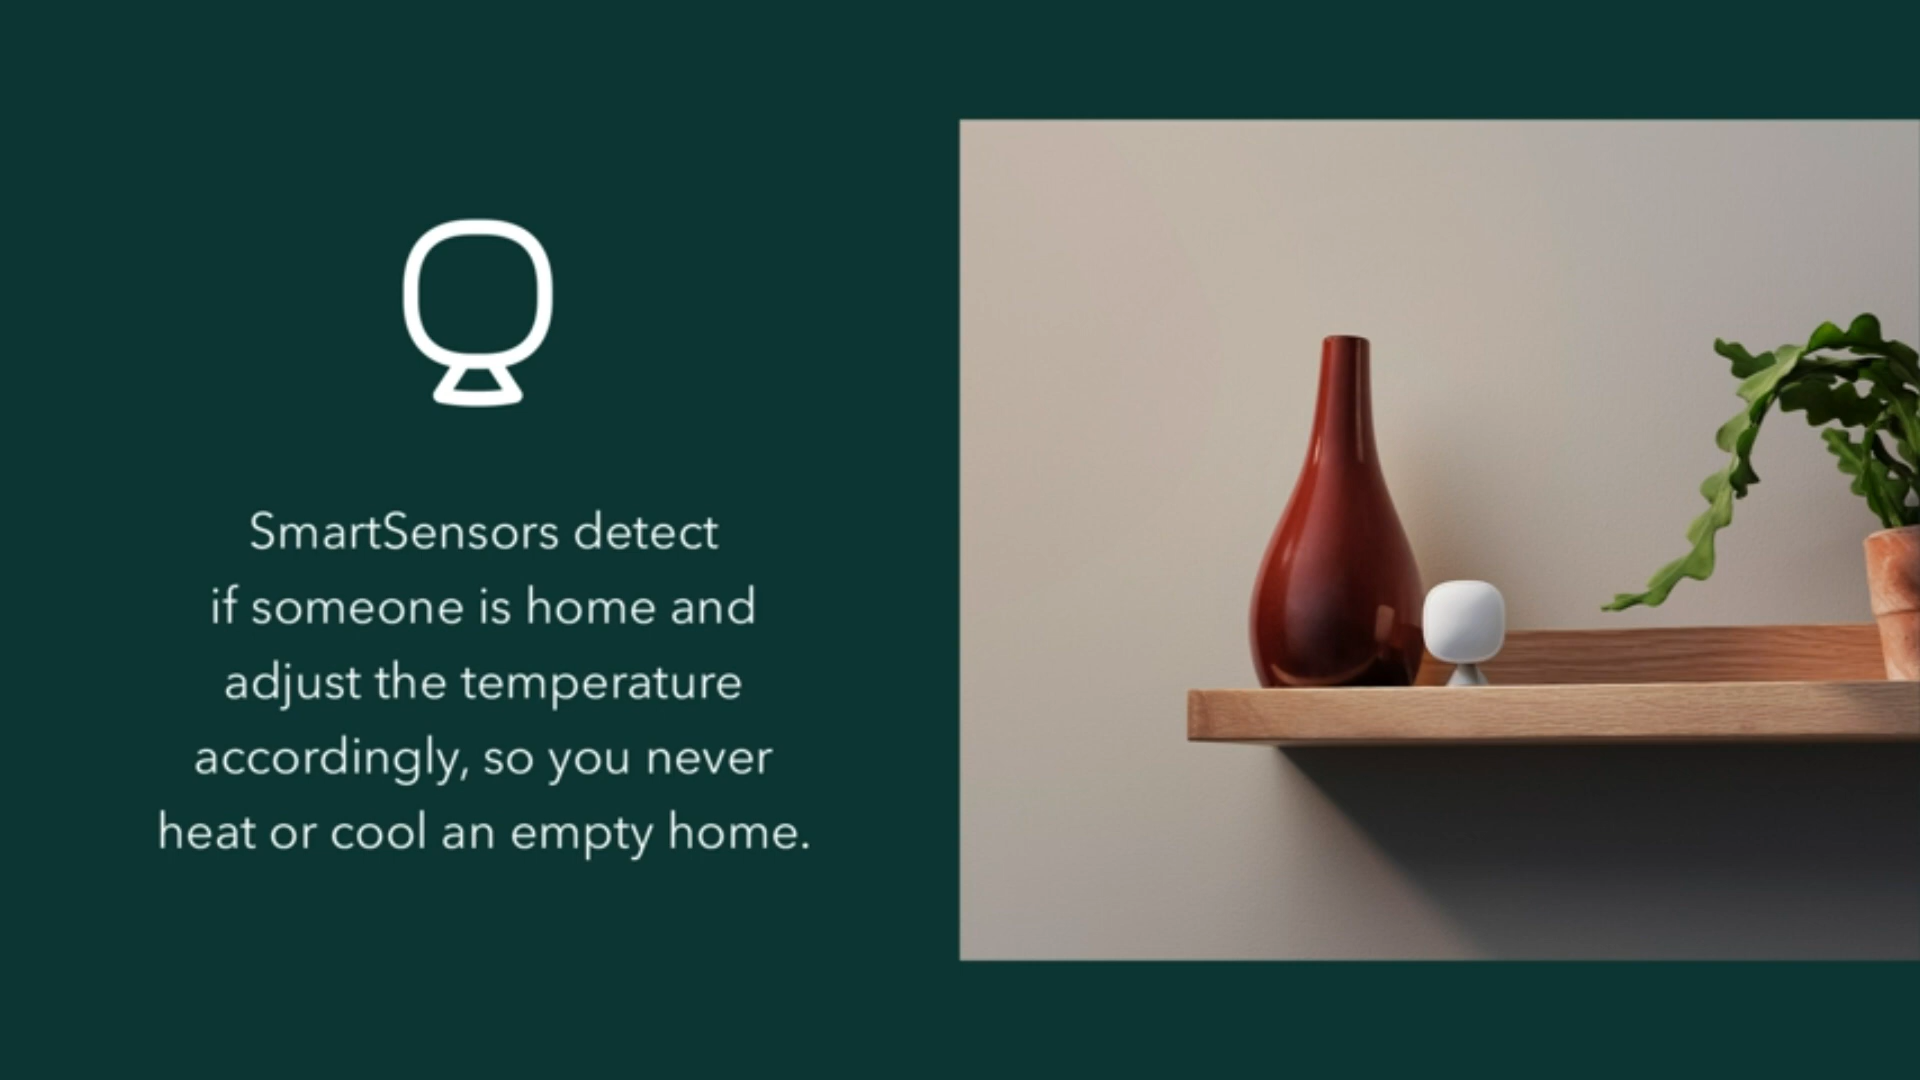 SmartSensors detect
if someone is home and
adjust the temperature
accordingly, so you never
heat or cool an empty home.